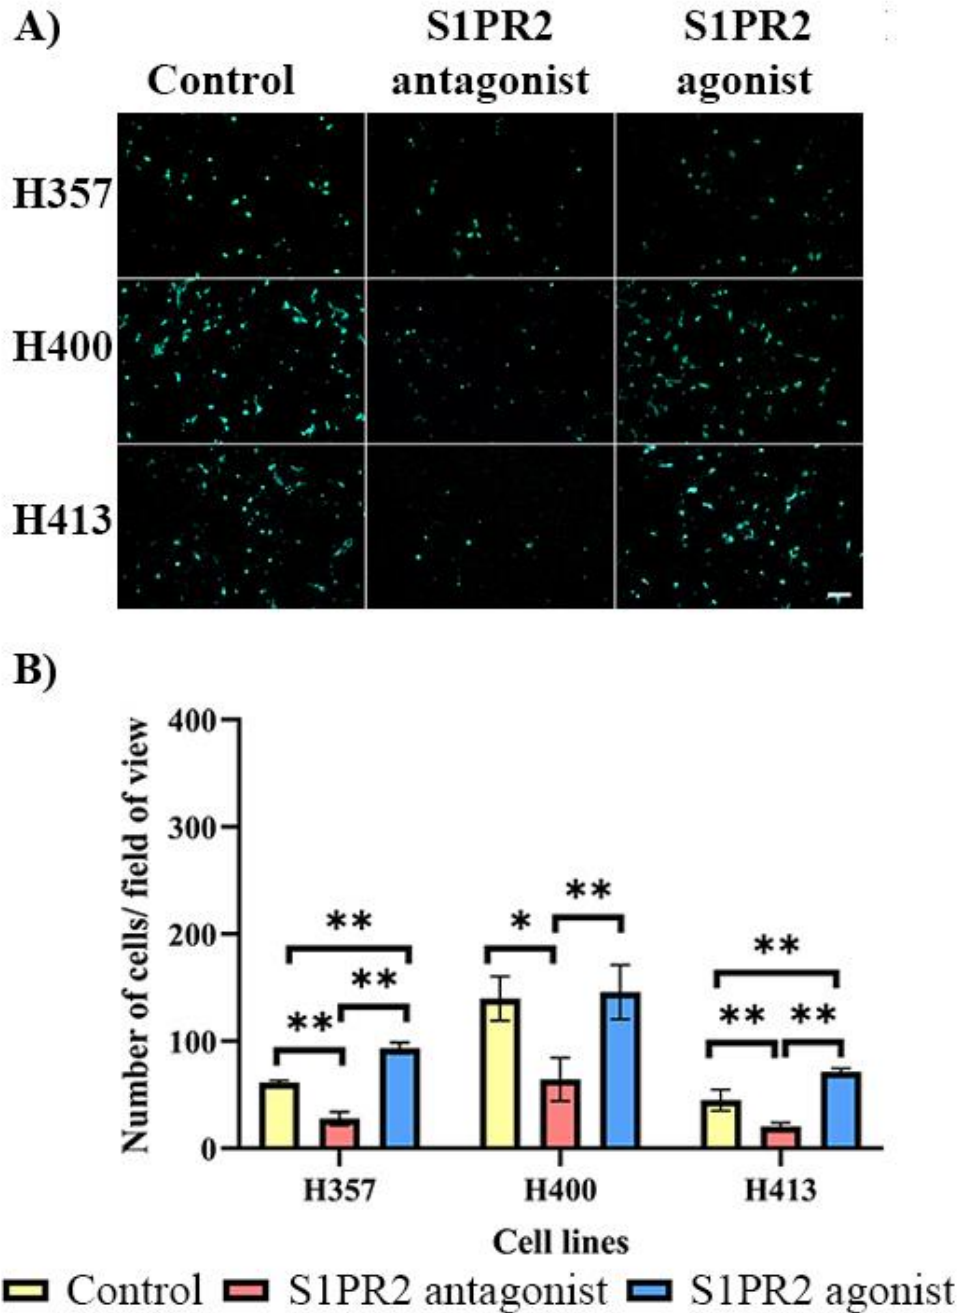 A)
Control
S1PR2
antagonist
S1PR2
agonist
H357
H400
H413
B)
Number of cells/ field of view
400
300
200
100
0
**
**
**
*
**
**
**
**
H357
H400
H413
Cell lines
Control
S1PR2 antagonist
S1PR2 agonist